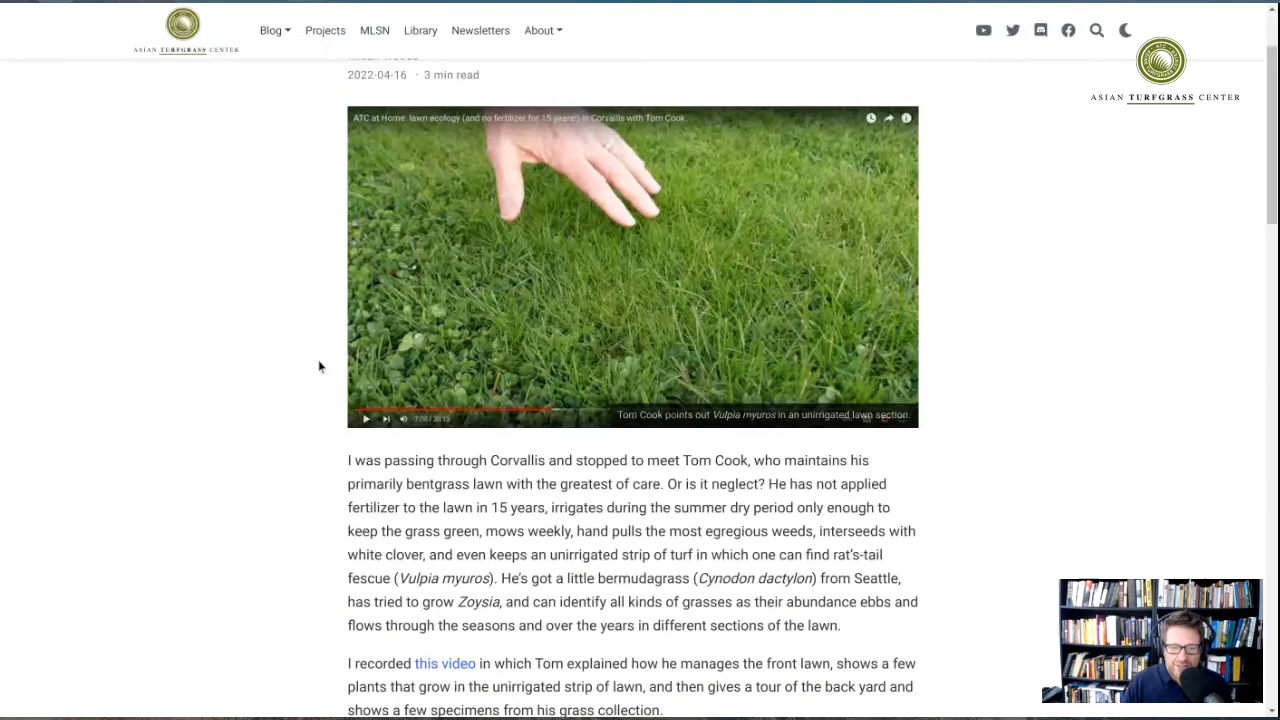 Blog Projects MLSN Library Newsletters About
ASIAN TURFGRASS CENTER
ASIAN TURFGRASS CENTER
2022-04-16 · 3 min read
ATC at Home: lawn ecology (and no fertilizer for 15 years!) in Corvallis with Tom Cook
Tom Cook points out Vulpia myuros in an unirrigated lawn section.
I was passing through Corvallis and stopped to meet Tom Cook, who maintains his
primarily bentgrass lawn with the greatest of care. Or is it neglect? He has not applied
fertilizer to the lawn in 15 years, irrigates during the summer dry period only enough to
keep the grass green, mows weekly, hand pulls the most egregious weeds, interseeds with
white clover, and even keeps an unirrigated strip of turf in which one can find rat's-tail
fescue (Vulpia myuros). He's got a little bermudagrass (Cynodon dactylon) from Seattle,
has tried to grow Zoysia, and can identify all kinds of grasses as their abundance ebbs and
flows through the seasons and over the years in different sections of the lawn.
I recorded this video in which Tom explained how he manages the front lawn, shows a few
plants that grow in the unirrigated strip of lawn, and then gives a tour of the back yard and
shows a few specimens from his grass collection.